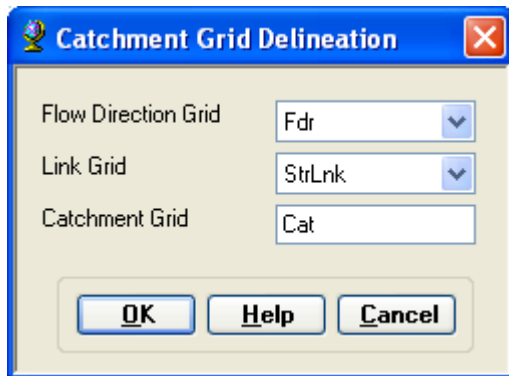 Catchment Grid Delineation
Flow Direction Grid Fdr
Link Grid StrLnk
Catchment Grid Cat
OK Help Cancel